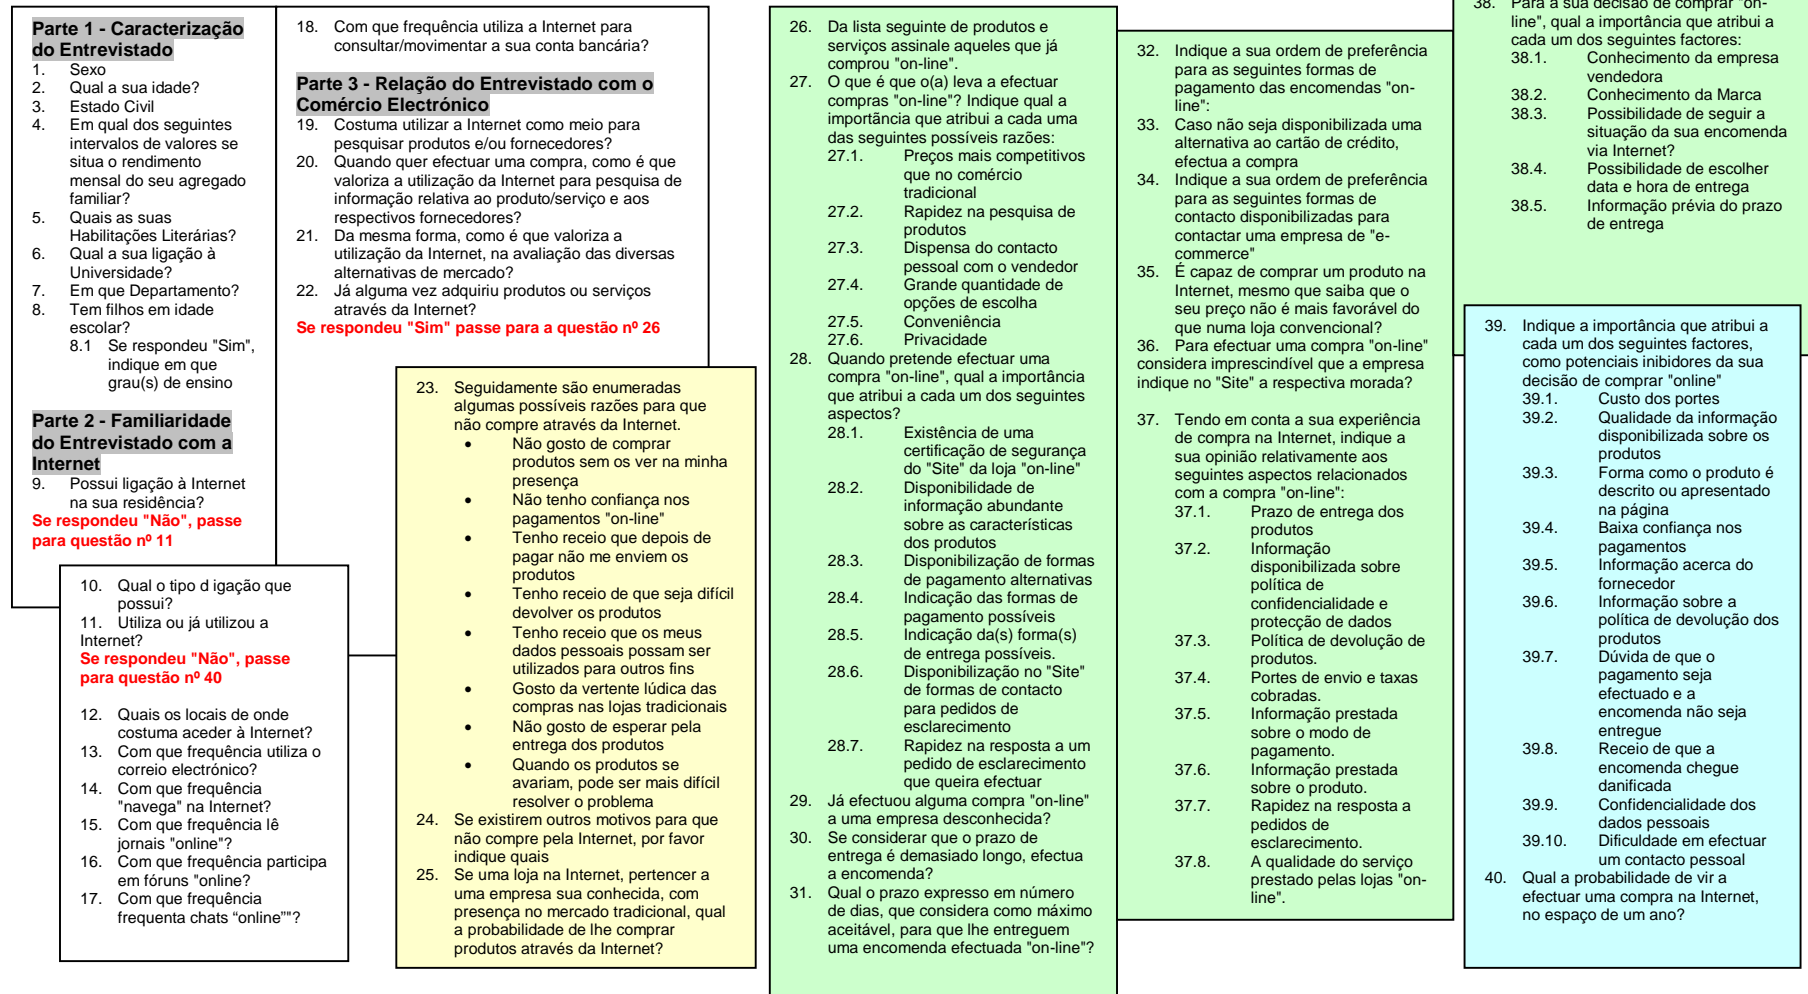 Parte 1 - Caracterização
do Entrevistado
1. Sexo
2. Qual a sua idade?
3. Estado Civil
4. Em qual dos seguintes
intervalos de valores se
situa o rendimento
mensal do seu agregado
familiar?
5. Quais as suas
Habilitações Literárias?
6. Qual a sua ligação à
Universidade?
7. Em que Departamento?
8. Tem filhos em idade
escolar?
8.1 Se respondeu "Sim",
indique em que
grau(s) de ensino
Parte 2 - Familiaridade
do Entrevistado com a
Internet
9. Possui ligação à Internet
na sua residência?
Se respondeu "Não", passe
para questão nº 11
10. Qual o tipo d igação que
possui?
11. Utiliza ou já utilizou a
Internet?
Se respondeu "Não", passe
para questão nº 40
12. Quais os locais de onde
costuma aceder à Internet?
13. Com que frequência utiliza o
correio electrónico?
14. Com que frequência
"navega" na Internet?
15. Com que frequência lê
jornais "online"?
16. Com que frequência participa
em fóruns "online?
17. Com que frequência
frequenta chats “online”"?
18. Com que frequência utiliza a Internet para
consultar/movimentar a sua conta bancária?
Parte 3 - Relação do Entrevistado com o
Comércio Electrónico
19. Costuma utilizar a Internet como meio para
pesquisar produtos e/ou fornecedores?
20. Quando quer efectuar uma compra, como é que
valoriza a utilização da Internet para pesquisa de
informação relativa ao produto/serviço e aos
respectivos fornecedores?
21. Da mesma forma, como é que valoriza a
utilização da Internet, na avaliação das diversas
alternativas de mercado?
22. Já alguma vez adquiriu produtos ou serviços
através da Internet?
Se respondeu "Sim" passe para a questão nº 26
23. Seguidamente são enumeradas
algumas possíveis razões para que
não compre através da Internet.
• Não gosto de comprar
produtos sem os ver na minha
presença
• Não tenho confiança nos
pagamentos "on-line"
• Tenho receio que depois de
pagar não me enviem os
produtos
• Tenho receio de que seja difícil
devolver os produtos
• Tenho receio que os meus
dados pessoais possam ser
utilizados para outros fins
• Gosto da vertente lúdica das
compras nas lojas tradicionais
• Não gosto de esperar pela
entrega dos produtos
• Quando os produtos se
avariam, pode ser mais difícil
resolver o problema
24. Se existirem outros motivos para que
não compre pela Internet, por favor
indique quais
25. Se uma loja na Internet, pertencer a
uma empresa sua conhecida, com
presença no mercado tradicional, qual
a probabilidade de lhe comprar
produtos através da Internet?
26. Da lista seguinte de produtos e
serviços assinale aqueles que já
comprou "on-line".
27. O que é que o(a) leva a efectuar
compras "on-line"? Indique qual a
importãncia que atribui a cada uma
das seguintes possíveis razões:
27.1. Preços mais competitivos
que no comércio
tradicional
27.2. Rapidez na pesquisa de
produtos
27.3. Dispensa do contacto
pessoal com o vendedor
27.4. Grande quantidade de
opções de escolha
27.5. Conveniência
27.6. Privacidade
28. Quando pretende efectuar uma
compra "on-line", qual a importância
que atribui a cada um dos seguintes
aspectos?
28.1. Existência de uma
certificação de segurança
do "Site" da loja "on-line"
28.2. Disponibilidade de
informação abundante
sobre as características
dos produtos
28.3. Disponibilização de formas
de pagamento alternativas
28.4. Indicação das formas de
pagamento possíveis
28.5. Indicação da(s) forma(s)
de entrega possíveis.
28.6. Disponibilização no "Site"
de formas de contacto
para pedidos de
esclarecimento
28.7. Rapidez na resposta a um
pedido de esclarecimento
que queira efectuar
29. Já efectuou alguma compra "on-line"
a uma empresa desconhecida?
30. Se considerar que o prazo de
entrega é demasiado longo, efectua
a encomenda?
31. Qual o prazo expresso em número
de dias, que considera como máximo
aceitável, para que lhe entreguem
uma encomenda efectuada "on-line"?
32. Indique a sua ordem de preferência
para as seguintes formas de
pagamento das encomendas "on-
line":
33. Caso não seja disponibilizada uma
alternativa ao cartão de crédito,
efectua a compra
34. Indique a sua ordem de preferência
para as seguintes formas de
contacto disponibilizadas para
contactar uma empresa de "e-
commerce"
35. É capaz de comprar um produto na
Internet, mesmo que saiba que o
seu preço não é mais favorável do
que numa loja convencional?
36. Para efectuar uma compra "on-line"
considera imprescindível que a empresa
indique no "Site" a respectiva morada?
37. Tendo em conta a sua experiência
de compra na Internet, indique a
sua opinião relativamente aos
seguintes aspectos relacionados
com a compra "on-line":
37.1. Prazo de entrega dos
produtos
37.2. Informação
disponibilizada sobre
política de
confidencialidade e
protecção de dados
37.3. Política de devolução de
produtos.
37.4. Portes de envio e taxas
cobradas.
37.5. Informação prestada
sobre o modo de
pagamento.
37.6. Informação prestada
sobre o produto.
37.7. Rapidez na resposta a
pedidos de
esclarecimento.
37.8. A qualidade do serviço
prestado pelas lojas "on-
line".
38. Para a sua decisão de comprar "on-
line", qual a importância que atribui a
cada um dos seguintes factores:
38.1. Conhecimento da empresa
vendedora
38.2. Conhecimento da Marca
38.3. Possibilidade de seguir a
situação da sua encomenda
via Internet?
38.4. Possibilidade de escolher
data e hora de entrega
38.5. Informação prévia do prazo
de entrega
39. Indique a importância que atribui a
cada um dos seguintes factores,
como potenciais inibidores da sua
decisão de comprar "online"
39.1. Custo dos portes
39.2. Qualidade da informação
disponibilizada sobre os
produtos
39.3. Forma como o produto é
descrito ou apresentado
na página
39.4. Baixa confiança nos
pagamentos
39.5. Informação acerca do
fornecedor
39.6. Informação sobre a
política de devolução dos
produtos
39.7. Dúvida de que o
pagamento seja
efectuado e a
encomenda não seja
entregue
39.8. Receio de que a
encomenda chegue
danificada
39.9. Confidencialidade dos
dados pessoais
39.10. Dificuldade em efectuar
um contacto pessoal
40. Qual a probabilidade de vir a
efectuar uma compra na Internet,
no espaço de um ano?